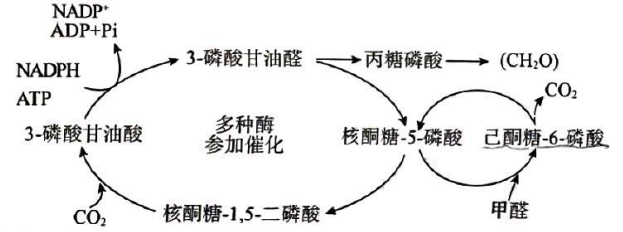 NADP⁺
ADP+Pi
NADPH
ATP
3-磷酸甘油醛
丙糖磷酸
(CH₂O)
CO₂
3-磷酸甘油酸
多种酶
参加催化
核酮糖-5-磷酸
己酮糖-6-磷酸
CO₂
核酮糖-1,5-二磷酸
甲醛